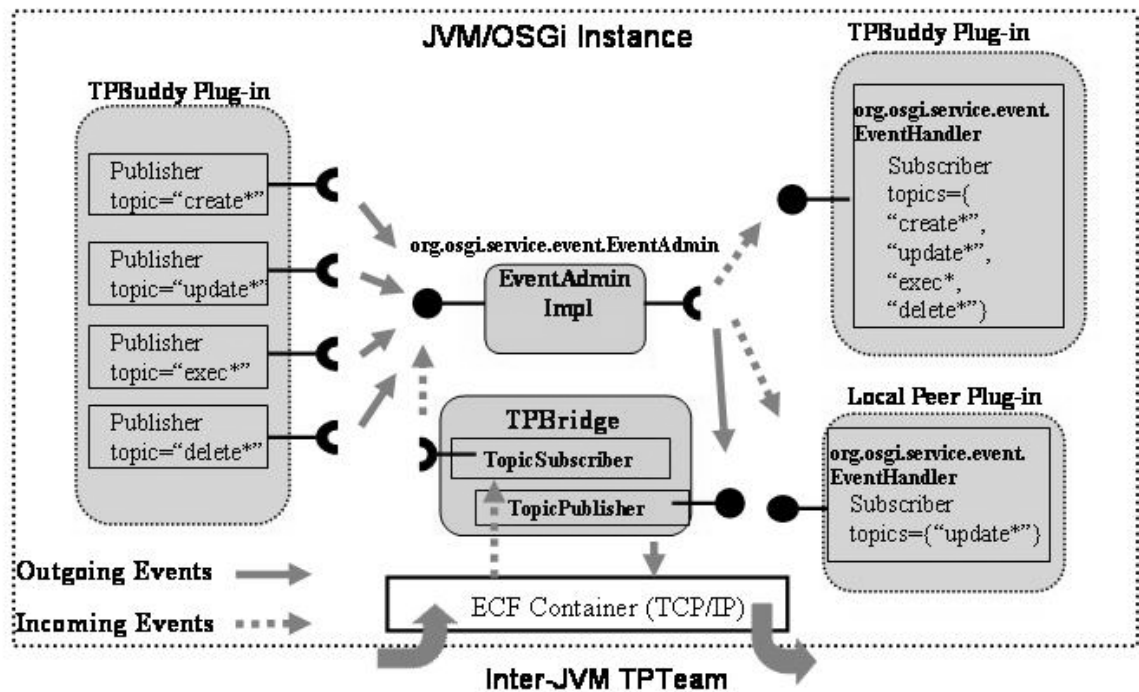 JVM/OSGi Instance
TPBuddy Plug-in
Publisher
topic=“create*”
Publisher
topic=“update*”
Publisher
topic=“exec*”
Publisher
topic=“delete*”
org.osgi.service.event.EventAdmin
EventAdmin
Impl
TPBridge
TopicSubscriber
TopicPublisher
TPBuddy Plug-in
org.osgi.service.event.
EventHandler
Subscriber
topics={
“create*”,
“update*”,
“exec*,
“delete*”}
Local Peer Plug-in
org.osgi.service.event.
EventHandler
Subscriber
topics={“update*”}
Outgoing Events
Incoming Events
ECF Container (TCP/IP)
Inter-JVM TPTeam